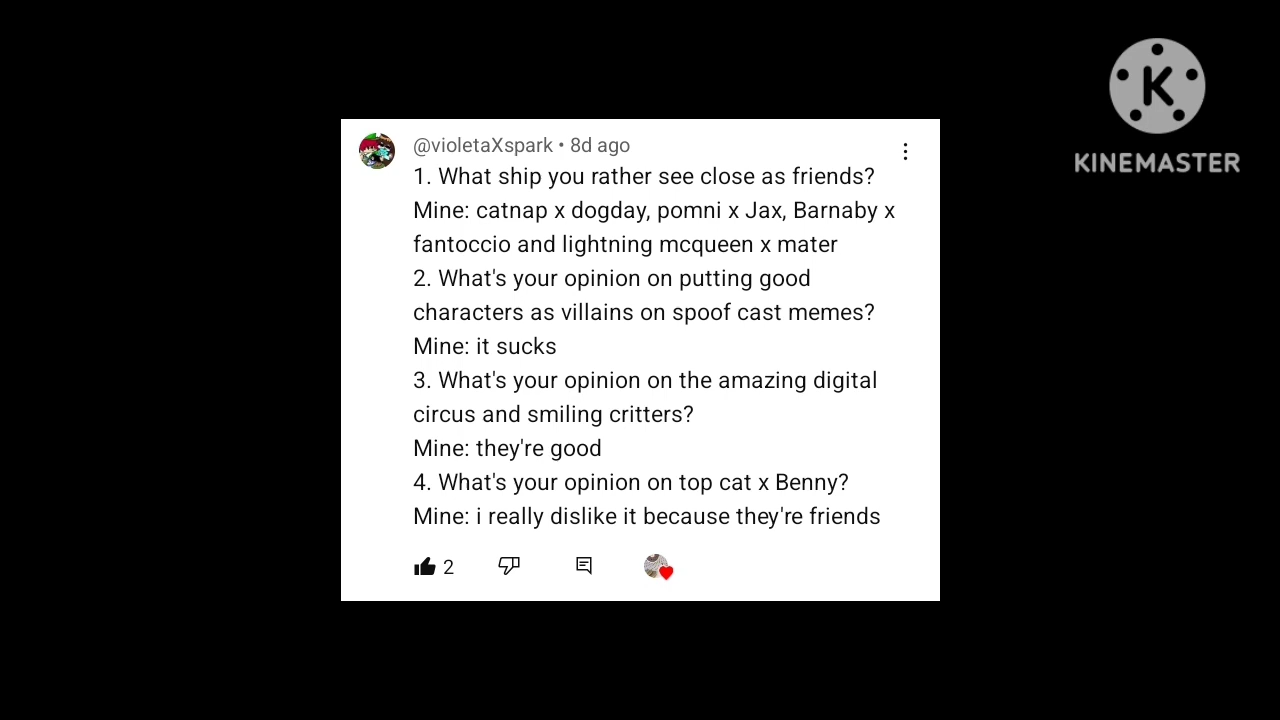 KINEMASTER
@violetaXspark • 8d ago
1. What ship you rather see close as friends?
Mine: catnap x dogday, pomni x Jax, Barnaby x
fantoccio and lightning mcqueen x mater
2. What's your opinion on putting good
characters as villains on spoof cast memes?
Mine: it sucks
3. What's your opinion on the amazing digital
circus and smiling critters?
Mine: they're good
4. What's your opinion on top cat x Benny?
Mine: i really dislike it because they're friends
2